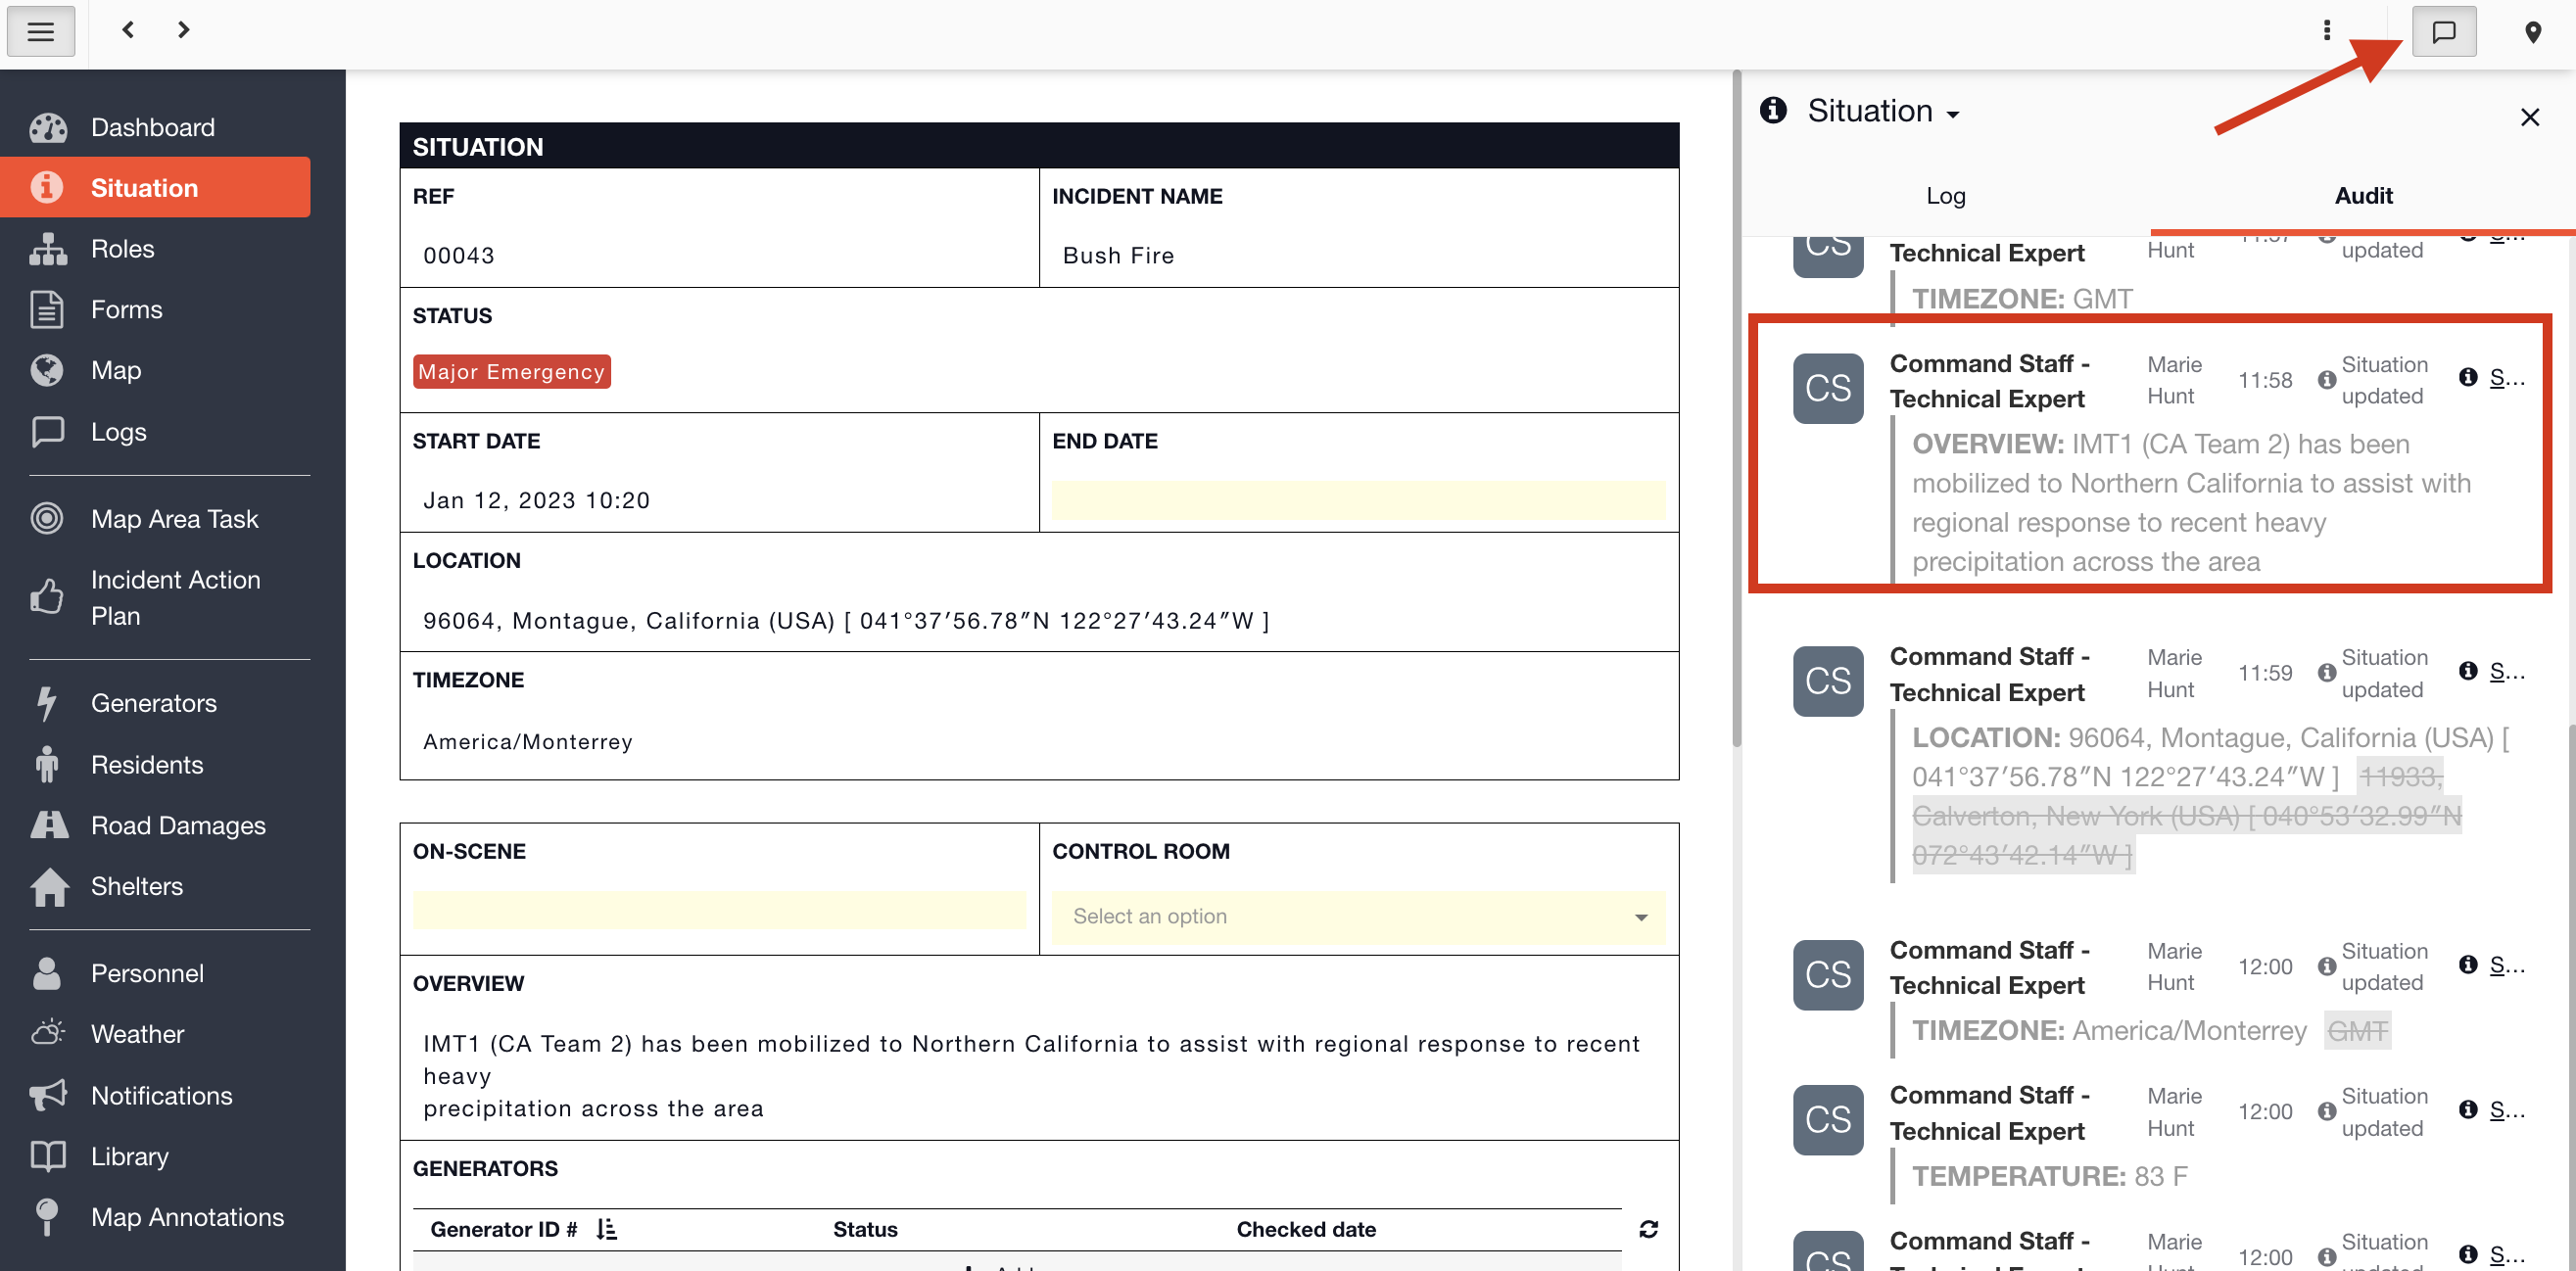 Dashboard
Situation
Roles
Forms
Map
Logs
Map Area Task
Incident Action
Plan
Generators
Residents
Road Damages
Shelters
Personnel
Weather
Notifications
Library
Map Annotations
SITUATION
REF
00043
INCIDENT NAME
Bush Fire
STATUS
Major Emergency
START DATE
Jan 12, 2023 10:20
END DATE
LOCATION
96064, Montague, California (USA) [ 041°37′56.78″N 122°27′43.24″W ]
TIMEZONE
America/Monterrey
ON-SCENE
CONTROL ROOM
Select an option
OVERVIEW
IMT1 (CA Team 2) has been mobilized to Northern California to assist with regional response to recent
heavy
precipitation across the area
GENERATORS
Generator ID # Status Checked date
Situation
Log Audit
CS Technical Expert Hunt 11:57 updated S...
TIMEZONE: GMT
CS Command Staff - Marie 11:58 Situation S...
Technical Expert Hunt updated
OVERVIEW: IMT1 (CA Team 2) has been
mobilized to Northern California to assist with
regional response to recent heavy
precipitation across the area
CS Command Staff - Marie 11:59 Situation S...
Technical Expert Hunt updated
LOCATION: 96064, Montague, California (USA) [
041°37′56.78″N 122°27′43.24″W ] 11933,
Calverton, New York (USA) [ 040°53′32.99″N
072°43′42.14″W ]
CS Command Staff - Marie 12:00 Situation S...
Technical Expert Hunt updated
TIMEZONE: America/Monterrey GMT
CS Command Staff - Marie 12:00 Situation S...
Technical Expert Hunt updated
TEMPERATURE: 83 F
CS Command Staff - Marie 12:00 Situation S...